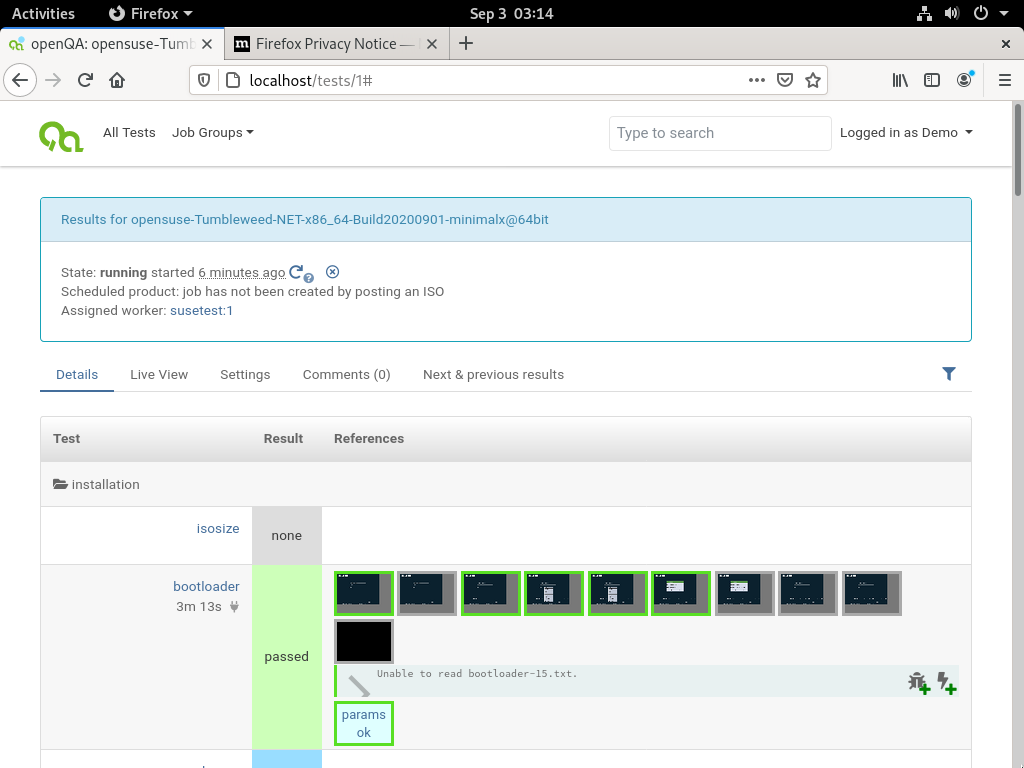 Activities Firefox Sep 3 03:14
openQA: opensuse-Tumb Firefox Privacy Notice —
localhost/tests/1#
All Tests Job Groups Type to search Logged in as Demo
Results for opensuse-Tumbleweed-NET-x86_64-Build20200901-minimalx@64bit
State: running started 6 minutes ago
Scheduled product: job has not been created by posting an ISO
Assigned worker: susetest:1
Details Live View Settings Comments (0) Next & previous results
Test Result References
installation
isosize none
bootloader
3m 13s
passed
Unable to read bootloader-15.txt.
params
ok